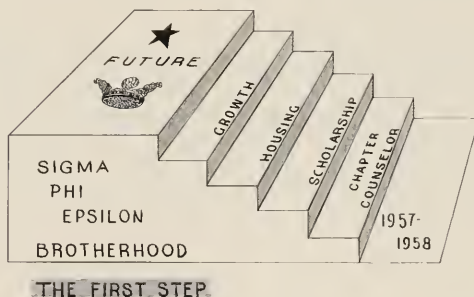 FUTURE
GROWTH
HOUSING
SCHOLARSHIP
CHAPTER
COUNSELOR
1957-
1958
SIGMA
PHI
EPSILON
BROTHERHOOD
THE FIRST STEP